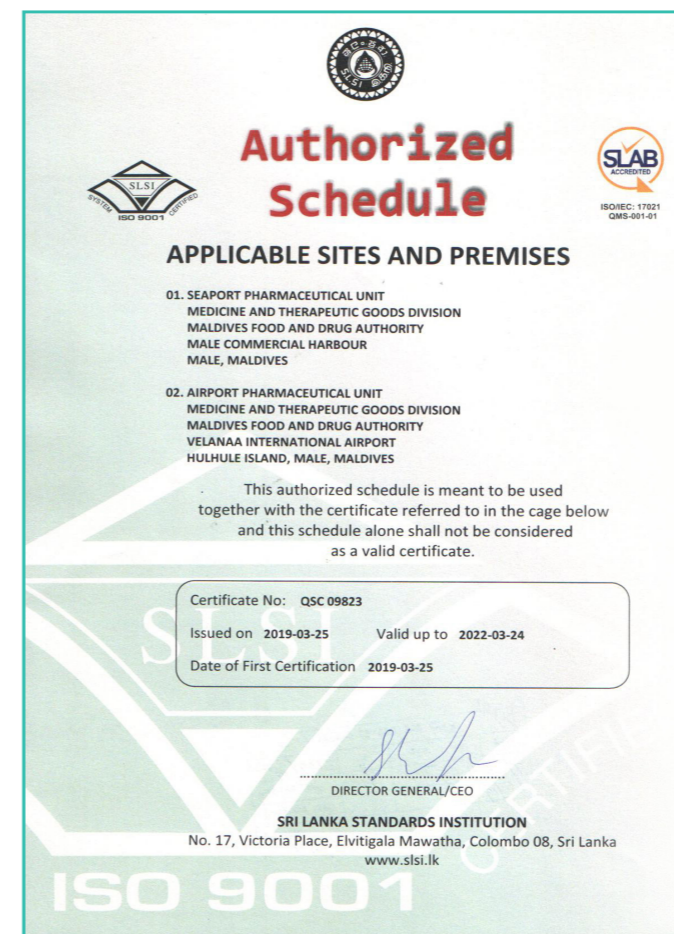 SLSI
Authorized
Schedule
SLSI
SYSTEM CERTIFIED
ISO 9001
SLAB
ACCREDITED
ISO/IEC: 17021
QMS-001-01
APPLICABLE SITES AND PREMISES
01. SEAPORT PHARMACEUTICAL UNIT
MEDICINE AND THERAPEUTIC GOODS DIVISION
MALDIVES FOOD AND DRUG AUTHORITY
MALE COMMERCIAL HARBOUR
MALE, MALDIVES
02. AIRPORT PHARMACEUTICAL UNIT
MEDICINE AND THERAPEUTIC GOODS DIVISION
MALDIVES FOOD AND DRUG AUTHORITY
VELANAA INTERNATIONAL AIRPORT
HULHULE ISLAND, MALE, MALDIVES
This authorized schedule is meant to be used
together with the certificate referred to in the cage below
and this schedule alone shall not be considered
as a valid certificate.
Certificate No: QSC 09823
Issued on 2019-03-25 Valid up to 2022-03-24
Date of First Certification 2019-03-25
DIRECTOR GENERAL/CEO
SRI LANKA STANDARDS INSTITUTION
No. 17, Victoria Place, Elvitigala Mawatha, Colombo 08, Sri Lanka
www.slsi.lk
SLSI
CERTIFIED
ISO 9001